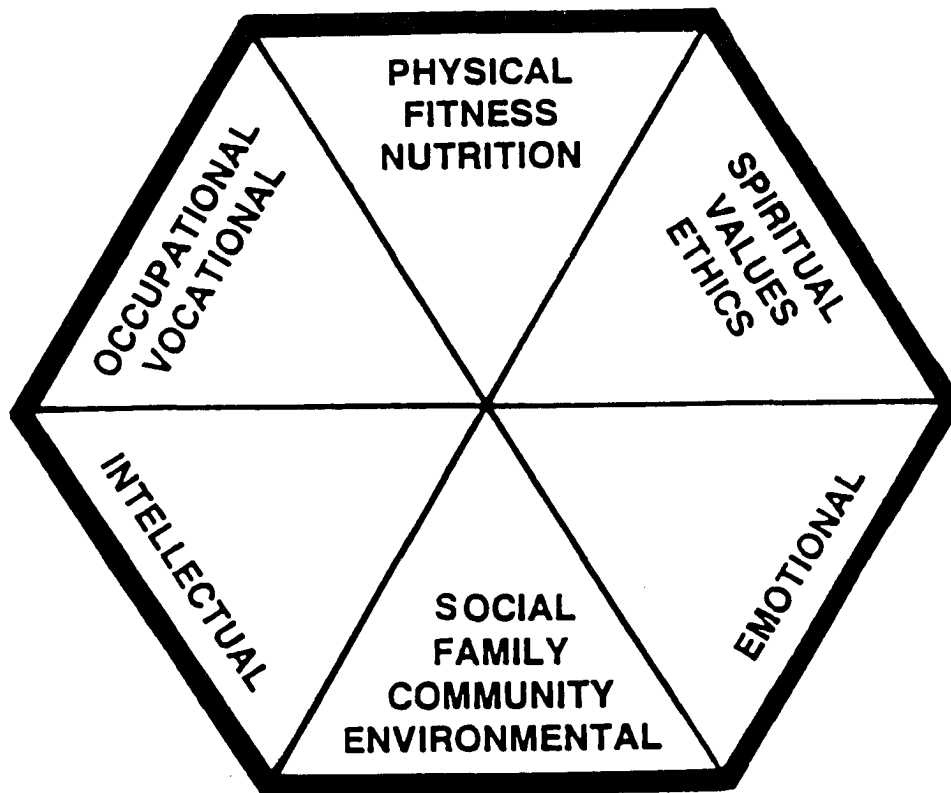 PHYSICAL
FITNESS
NUTRITION
SPIRITUAL
VALUES
ETHICS
EMOTIONAL
SOCIAL
FAMILY
COMMUNITY
ENVIRONMENTAL
INTELLECTUAL
OCCUPATIONAL
VOCATIONAL